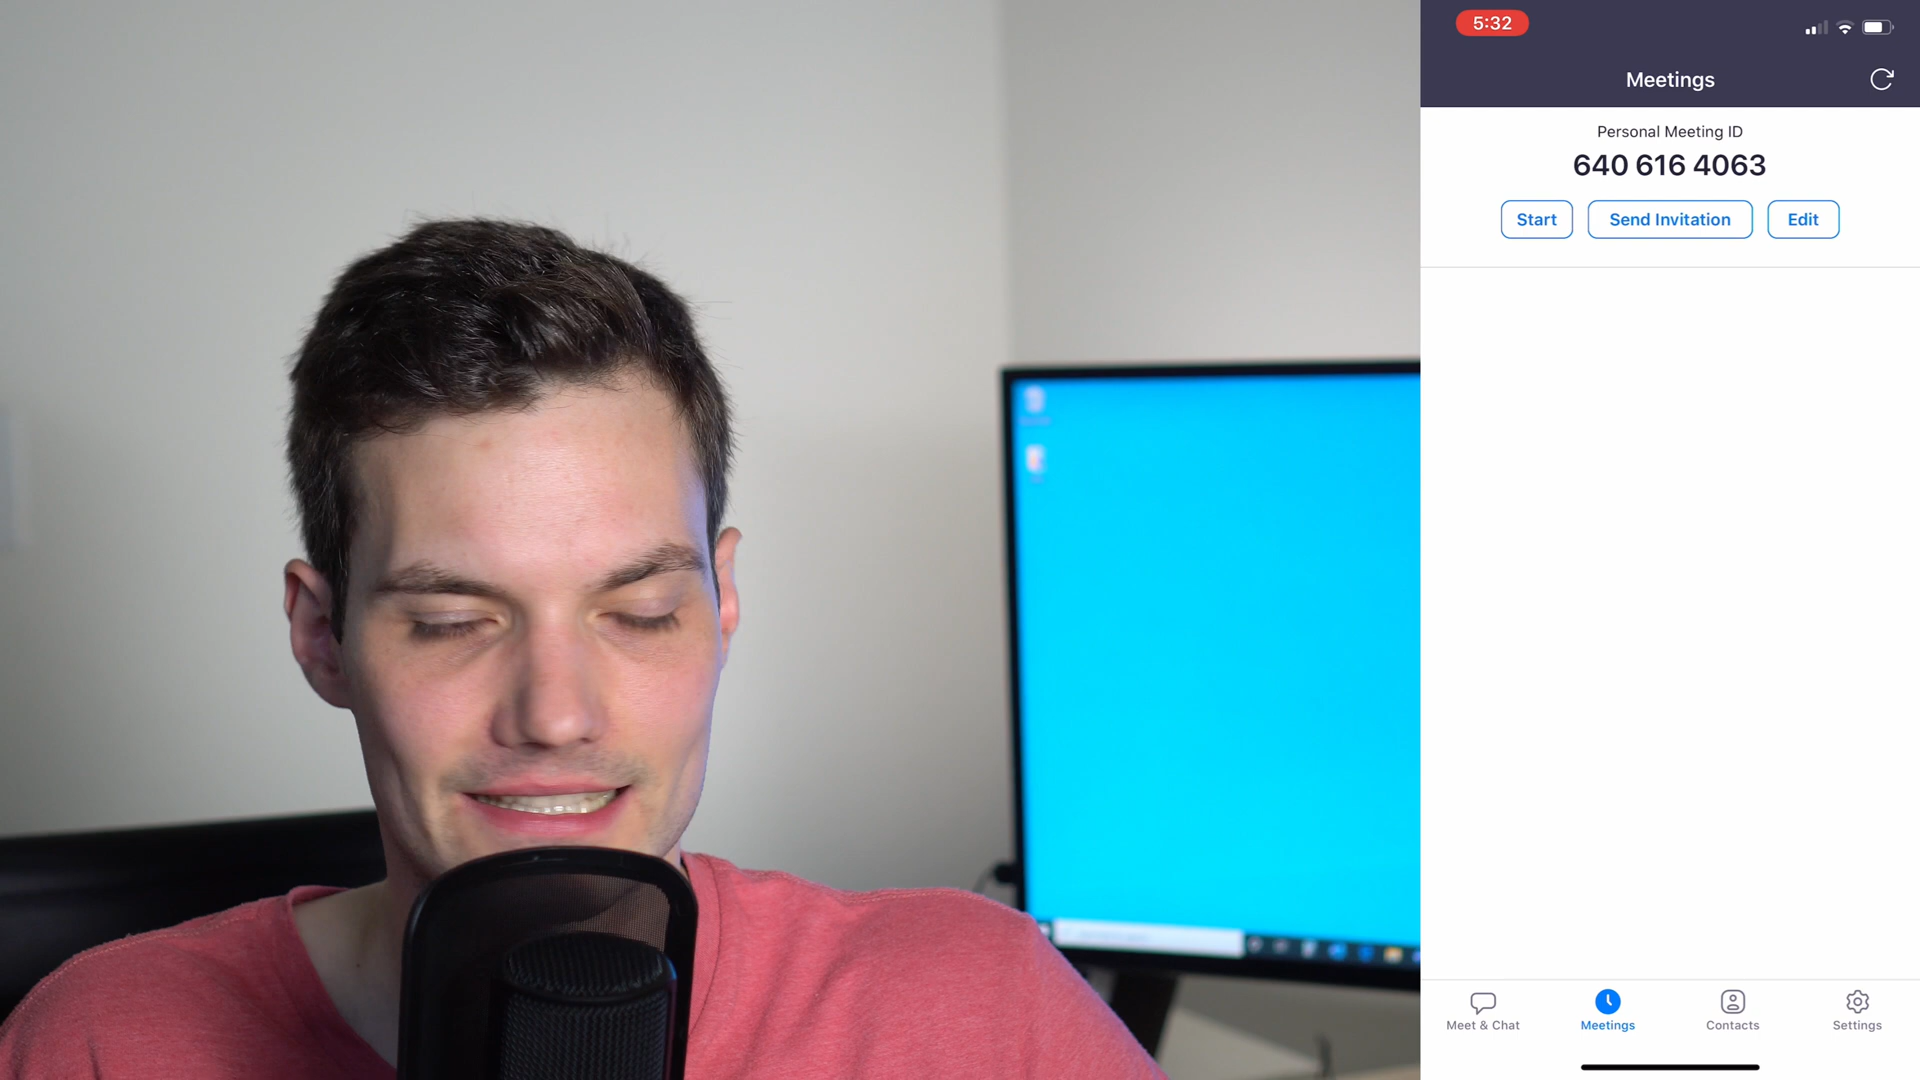 5:32
Meetings
Personal Meeting ID
640 616 4063
Start Send Invitation Edit
Meet & Chat Meetings Contacts Settings